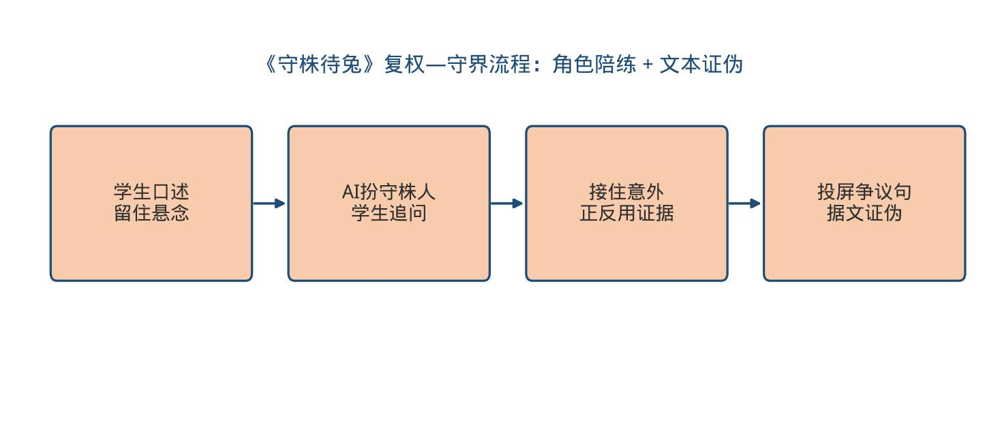 《守株待兔》复权—守界流程：角色陪练 + 文本证伪
学生口述
留住悬念
AI扮守株人
学生追问
接住意外
正反用证据
投屏争议句
据文证伪